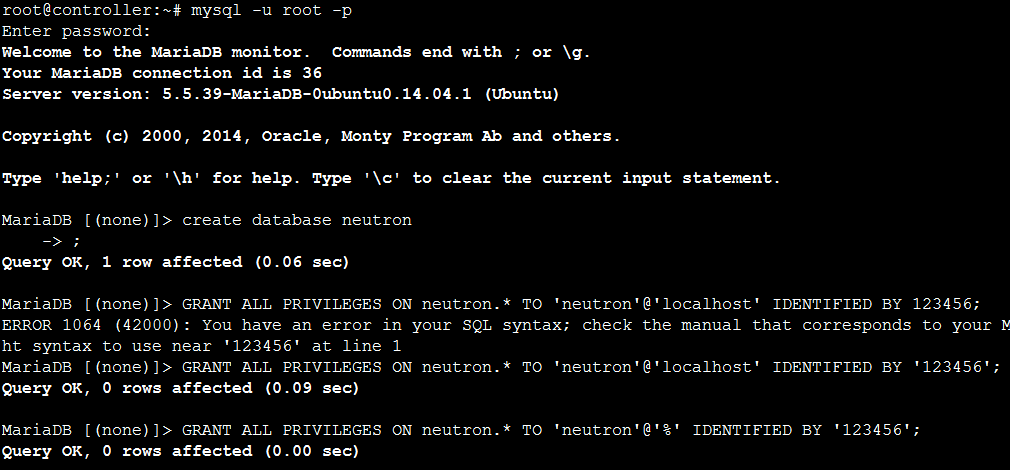 root@controller:~# mysql -u root -p
Enter password:
Welcome to the MariaDB monitor.  Commands end with ; or \g.
Your MariaDB connection id is 36
Server version: 5.5.39-MariaDB-0ubuntu0.14.04.1 (Ubuntu)

Copyright (c) 2000, 2014, Oracle, Monty Program Ab and others.

Type 'help;' or '\h' for help. Type '\c' to clear the current input statement.

MariaDB [(none)]> create database neutron
    -> ;
Query OK, 1 row affected (0.06 sec)

MariaDB [(none)]> GRANT ALL PRIVILEGES ON neutron.* TO 'neutron'@'localhost' IDENTIFIED BY 123456;
ERROR 1064 (42000): You have an error in your SQL syntax; check the manual that corresponds to your M
ht syntax to use near '123456' at line 1
MariaDB [(none)]> GRANT ALL PRIVILEGES ON neutron.* TO 'neutron'@'localhost' IDENTIFIED BY '123456';
Query OK, 0 rows affected (0.09 sec)

MariaDB [(none)]> GRANT ALL PRIVILEGES ON neutron.* TO 'neutron'@'%' IDENTIFIED BY '123456';
Query OK, 0 rows affected (0.00 sec)